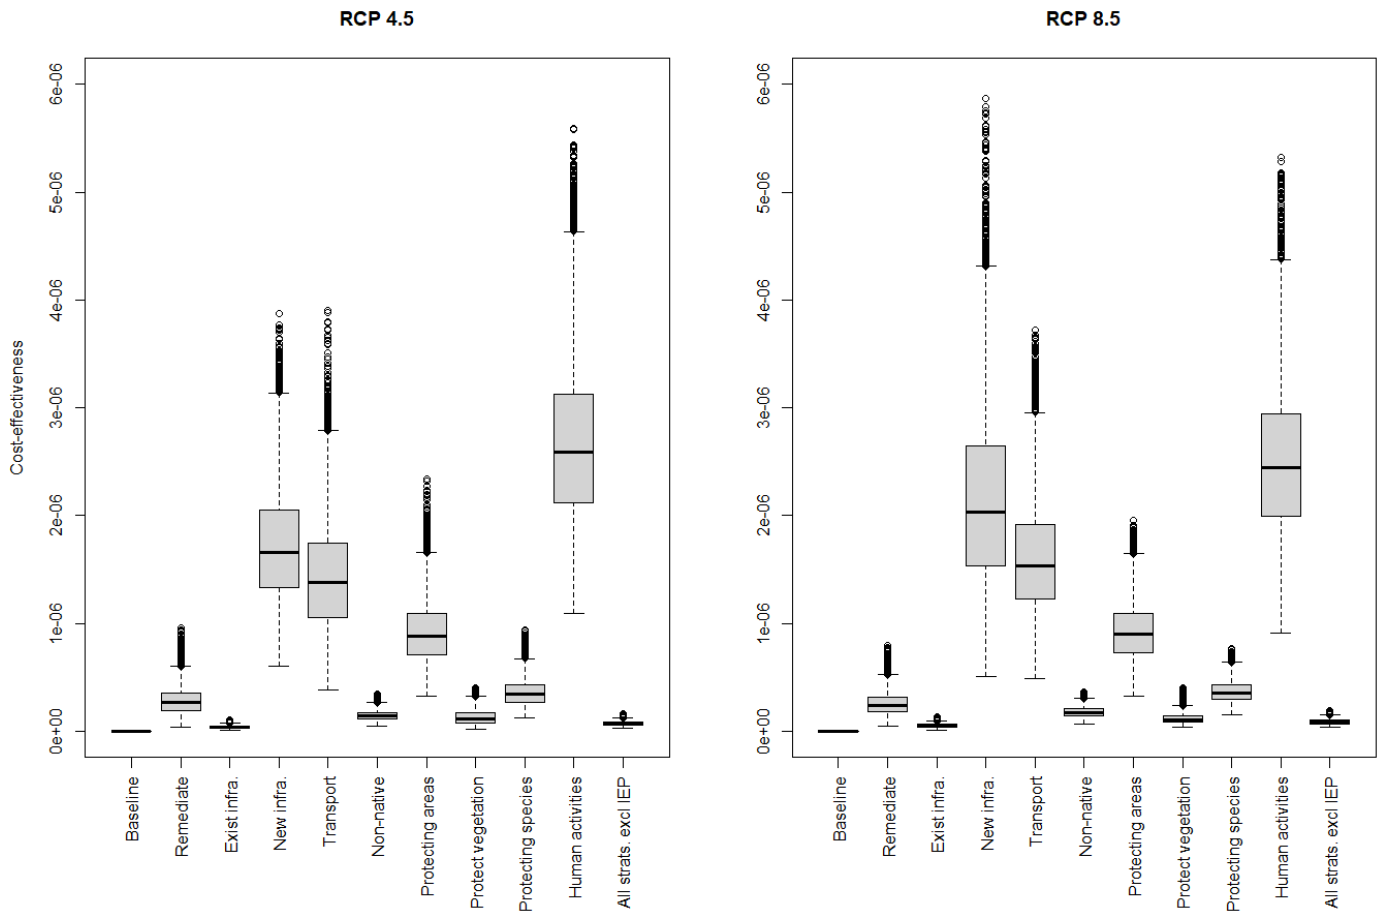 RCP 4.5
Cost-effectiveness
6e-06
5e-06
4e-06
3e-06
2e-06
1e-06
0e+00
Baseline
Remediate
Exist infra.
New infra.
Transport
Non-native
Protecting areas
Protect vegetation
Protecting species
Human activities
All strats. excl IEP
RCP 8.5
6e-06
5e-06
4e-06
3e-06
2e-06
1e-06
0e+00
Baseline
Remediate
Exist infra.
New infra.
Transport
Non-native
Protecting areas
Protect vegetation
Protecting species
Human activities
All strats. excl IEP